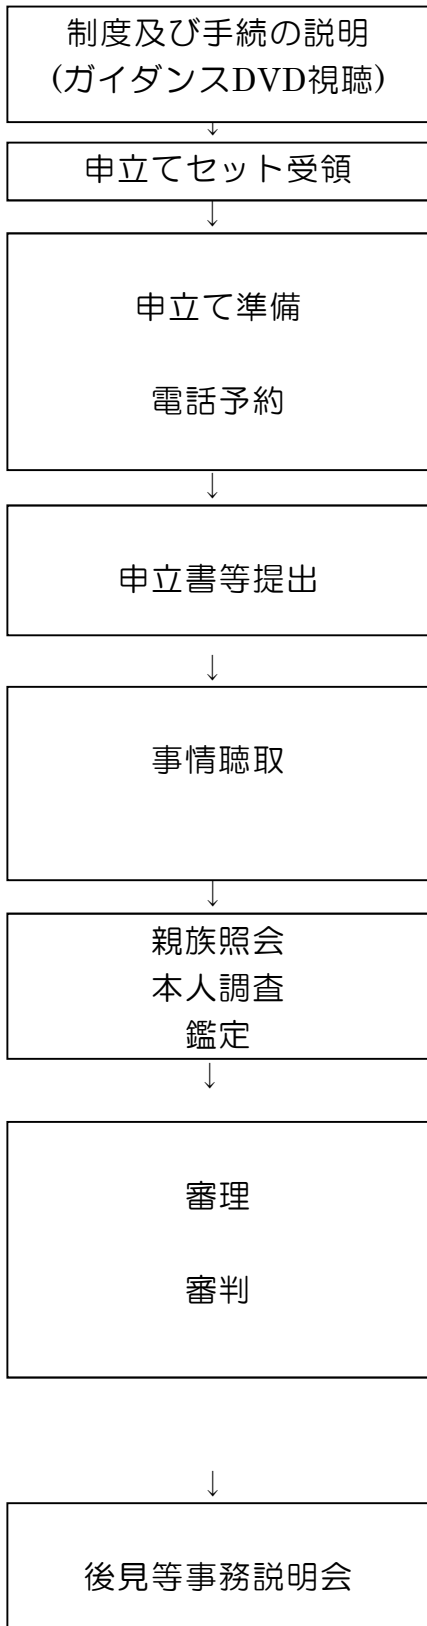 制度及び手続の説明
(ガイダンスDVD視聴)
↓
申立てセット受領
↓
申立て準備
電話予約
↓
申立書等提出
↓
事情聴取
↓
親族照会
本人調査
鑑定
↓
審理
審判
↓
後見等事務説明会